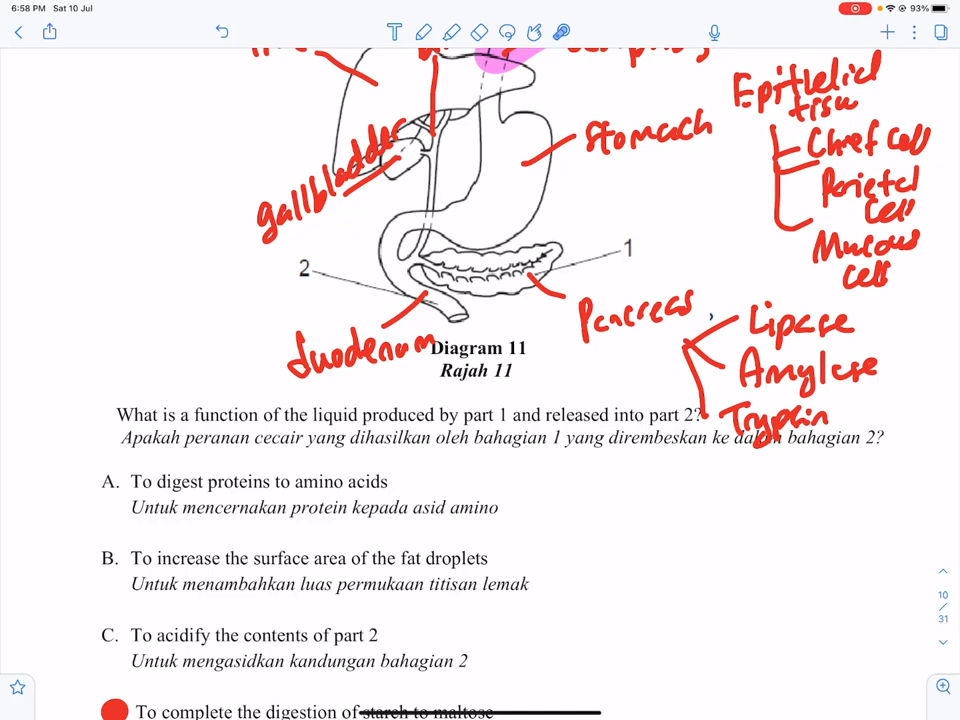 6:58 PM Sat 10 Jul
93%
Epithelial
tissu
Chief cell
Parietal
cell
Mucous
cell
Stomach
gallbladder
1
2
Pancreas
Lipase
Amylase
Trypsin
duodenum
Diagram 11
Rajah 11
What is a function of the liquid produced by part 1 and released into part 2?
Apakah peranan cecair yang dihasilkan oleh bahagian 1 yang dirembeskan ke dalam bahagian 2?
A. To digest proteins to amino acids
Untuk mencernakan protein kepada asid amino
B. To increase the surface area of the fat droplets
Untuk menambahkan luas permukaan titisan lemak
C. To acidify the contents of part 2
Untuk mengasidkan kandungan bahagian 2
To complete the digestion of starch to maltose
10
/
31